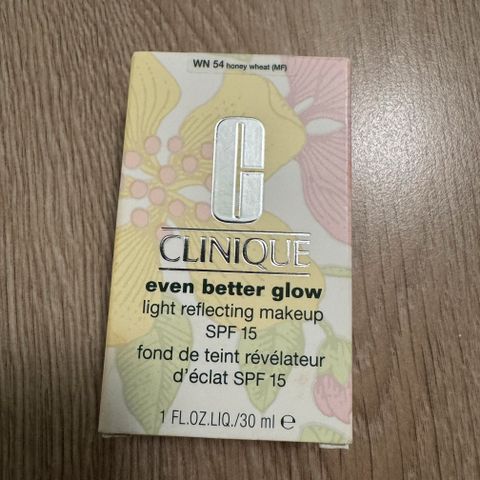 WN 54 honey wheat (MF)
CLINIQUE
even better glow
light reflecting makeup
SPF 15
fond de teint révélateur
d'éclat SPF 15
1 FL.OZ.LIQ./30 ml e